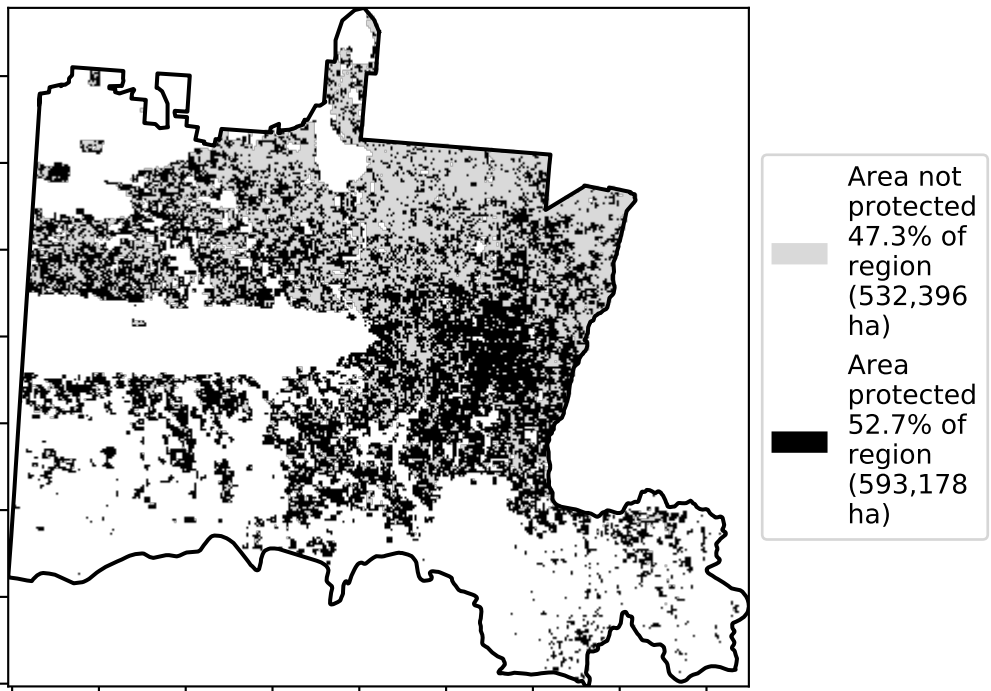 Area not
protected
47.3% of
region
(532,396
ha)
Area
protected
52.7% of
region
(593,178
ha)